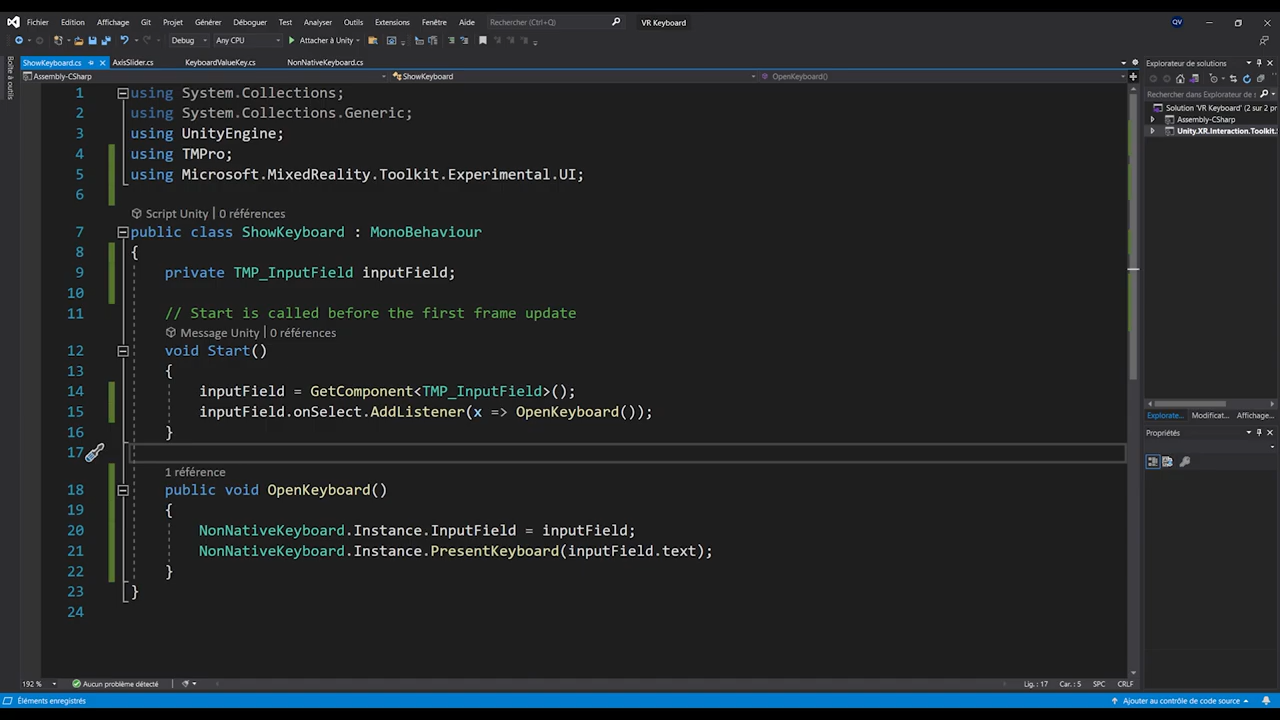 Fichier Edition Affichage Git Projet Générer Déboguer Test Analyser Outils Extensions Fenêtre Aide Rechercher (Ctrl+Q) VR Keyboard QV
Debug Any CPU Attacher à Unity
ShowKeyboard.cs AxisSlider.cs KeyboardValueKey.cs NonNativeKeyboard.cs
Assembly-CSharp ShowKeyboard OpenKeyboard()
Boîte à outils
1 using System.Collections;
2 using System.Collections.Generic;
3 using UnityEngine;
4 using TMPro;
5 using Microsoft.MixedReality.Toolkit.Experimental.UI;
6
Script Unity | 0 références
7 public class ShowKeyboard : MonoBehaviour
8 {
9 private TMP_InputField inputField;
10
11 // Start is called before the first frame update
Message Unity | 0 références
12 void Start()
13 {
14 inputField = GetComponent<TMP_InputField>();
15 inputField.onSelect.AddListener(x => OpenKeyboard());
16 }
17
1 référence
18 public void OpenKeyboard()
19 {
20 NonNativeKeyboard.Instance.InputField = inputField;
21 NonNativeKeyboard.Instance.PresentKeyboard(inputField.text);
22 }
23 }
24
Explorateur de solutions
Rechercher dans Explorateur de
Solution 'VR Keyboard' (2 sur 2 p
Assembly-CSharp
Unity.XR.Interaction.Toolkit.
Explorate... Modificat... Affichage...
Propriétés
192 % Aucun problème détecté Lig. : 17 Car. : 5 SPC CRLF
Éléments enregistrés Ajouter au contrôle de code source